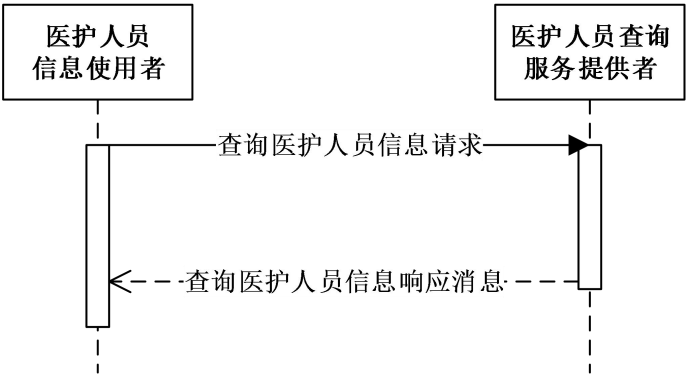 医护人员
信息使用者
医护人员查询
服务提供者
查询医护人员信息请求
查询医护人员信息响应消息